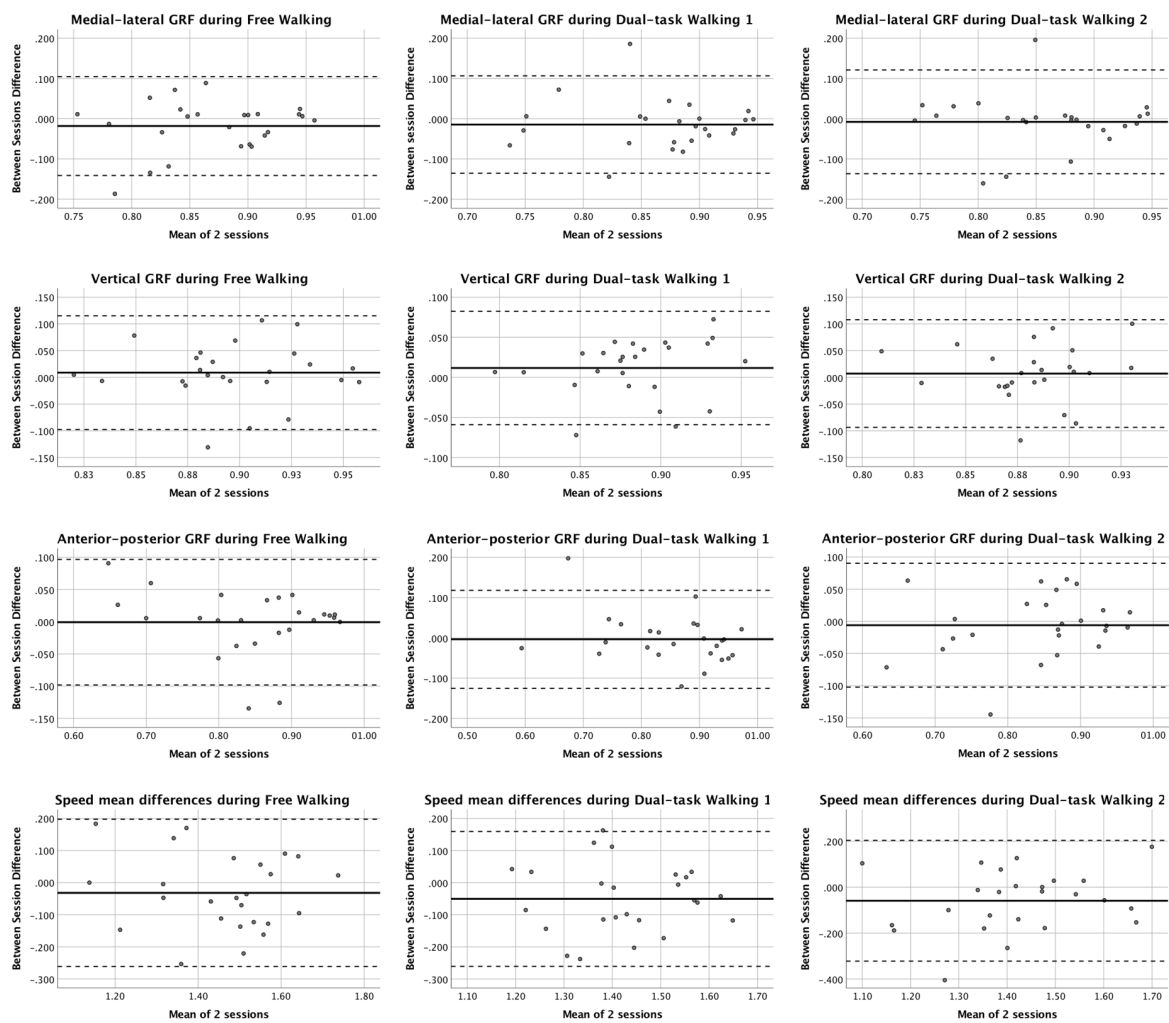 Medial-lateral GRF during Free Walking
Between Sessions Difference
.200
.100
.000
-.100
-.200
0.75 0.80 0.85 0.90 0.95 01.00
Mean of 2 sessions
Medial-lateral GRF during Dual-task Walking 1
Between Session Difference
.200
.100
.000
-.100
-.200
0.70 0.75 0.80 0.85 0.90 0.95
Mean of 2 sessions
Medial-lateral GRF during Dual-task Walking 2
Between Session Difference
.200
.100
.000
-.100
-.200
0.70 0.75 0.80 0.85 0.90 0.95
Mean of 2 sessions
Vertical GRF during Free Walking
Between Session Difference
.150
.100
.050
.000
-.050
-.100
-.150
0.83 0.88 0.90 0.93 0.95
Mean of 2 sessions
Vertical GRF during Dual-task Walking 1
Between Session Difference
.100
.050
.000
-.050
-.100
0.80 0.85 0.90 0.95
Mean of 2 sessions
Vertical GRF during Dual-task Walking 2
Between Session Difference
.150
.100
.050
.000
-.050
-.100
-.150
0.83 0.85 0.88 0.90 0.93
Mean of 2 sessions
Anterior-posterior GRF during Free Walking
Between Session Difference
.100
.050
.000
-.050
-.100
-.150
0.60 0.70 0.80 0.90 01.00
Mean of 2 sessions
Anterior-posterior GRF during Dual-task Walking 1
Between Session Difference
.200
.100
.000
-.100
-.200
0.50 0.60 0.70 0.80 0.90 01.00
Mean of 2 sessions
Anterior-posterior GRF during Dual-task Walking 2
Between Session Difference
.100
.050
.000
-.050
-.100
-.150
0.60 0.70 0.80 0.90 01.00
Mean of 2 sessions
Speed mean differences during Free Walking
Between Session Difference
.200
.100
.000
-.100
-.200
-.300
1.20 1.40 1.60 1.80
Mean of 2 sessions
Speed mean differences during Dual-task Walking 1
Between Session Difference
.200
.100
.000
-.100
-.200
-.300
1.10 1.20 1.30 1.40 1.50 1.60 1.70
Mean of 2 sessions
Speed mean differences during Dual-task Walking 2
Between Session Difference
.200
.000
-.200
-.400
1.10 1.20 1.30 1.40 1.50 1.60 1.70
Mean of 2 sessions